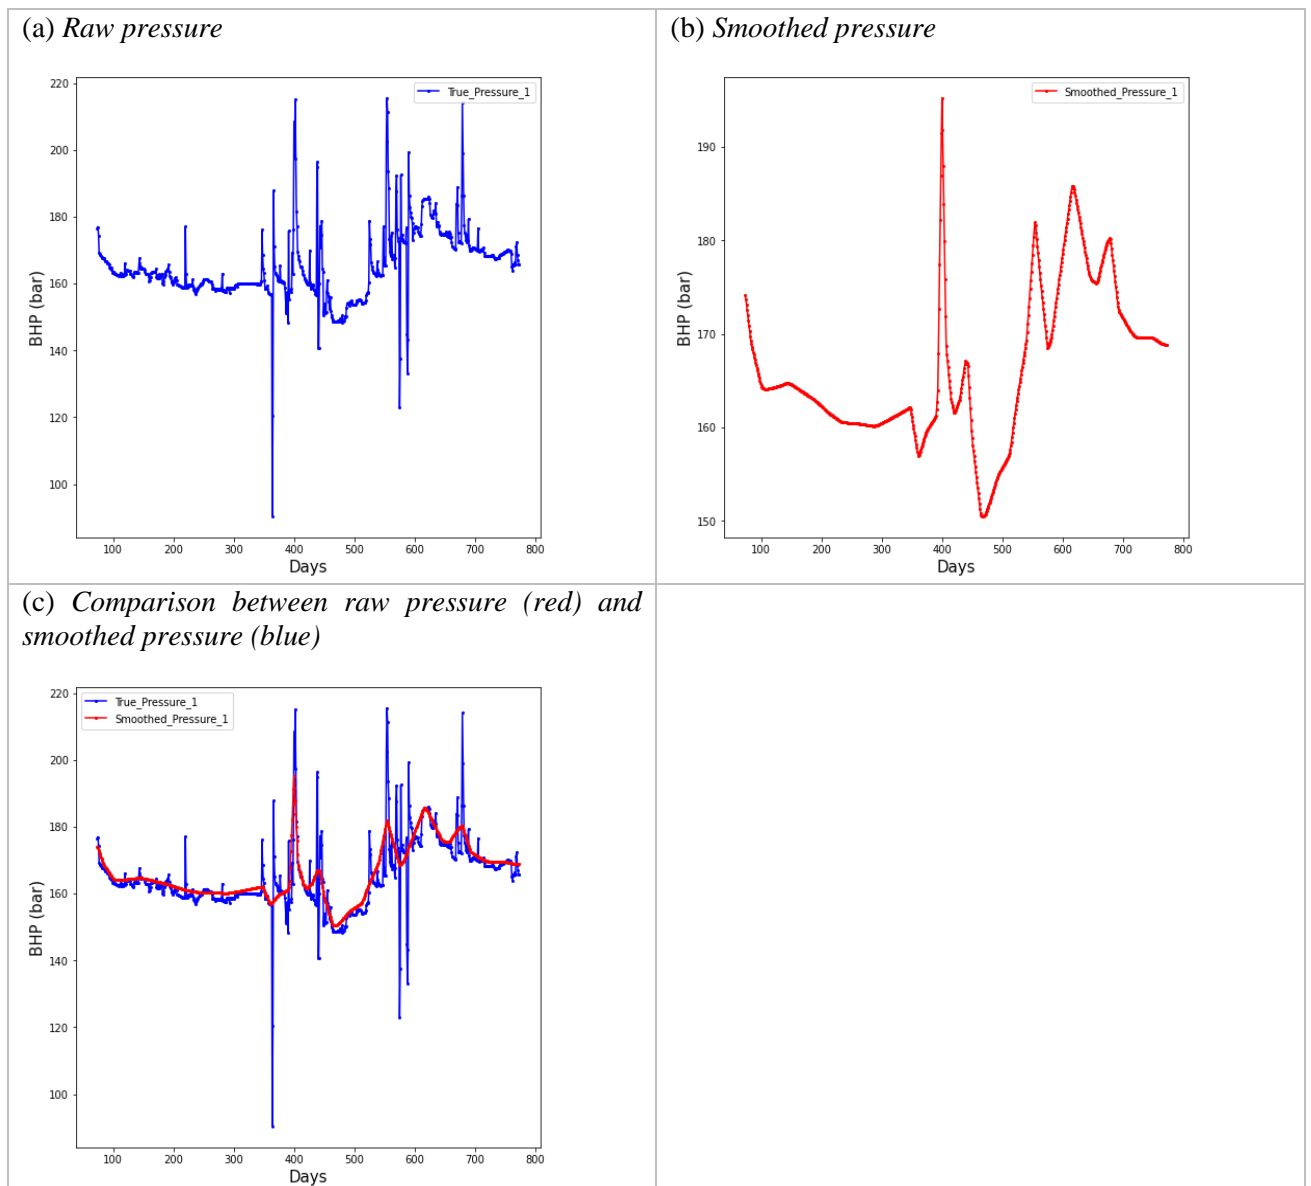 (a) Raw pressure
220
True_Pressure_1
200
180
160
140
120
100
BHP (bar)
100 200 300 400 500 600 700 800
Days
(b) Smoothed pressure
Smoothed_Pressure_1
190
180
170
160
150
BHP (bar)
100 200 300 400 500 600 700 800
Days
(c) Comparison between raw pressure (red) and
smoothed pressure (blue)
220
True_Pressure_1
Smoothed_Pressure_1
200
180
160
140
120
100
BHP (bar)
100 200 300 400 500 600 700 800
Days